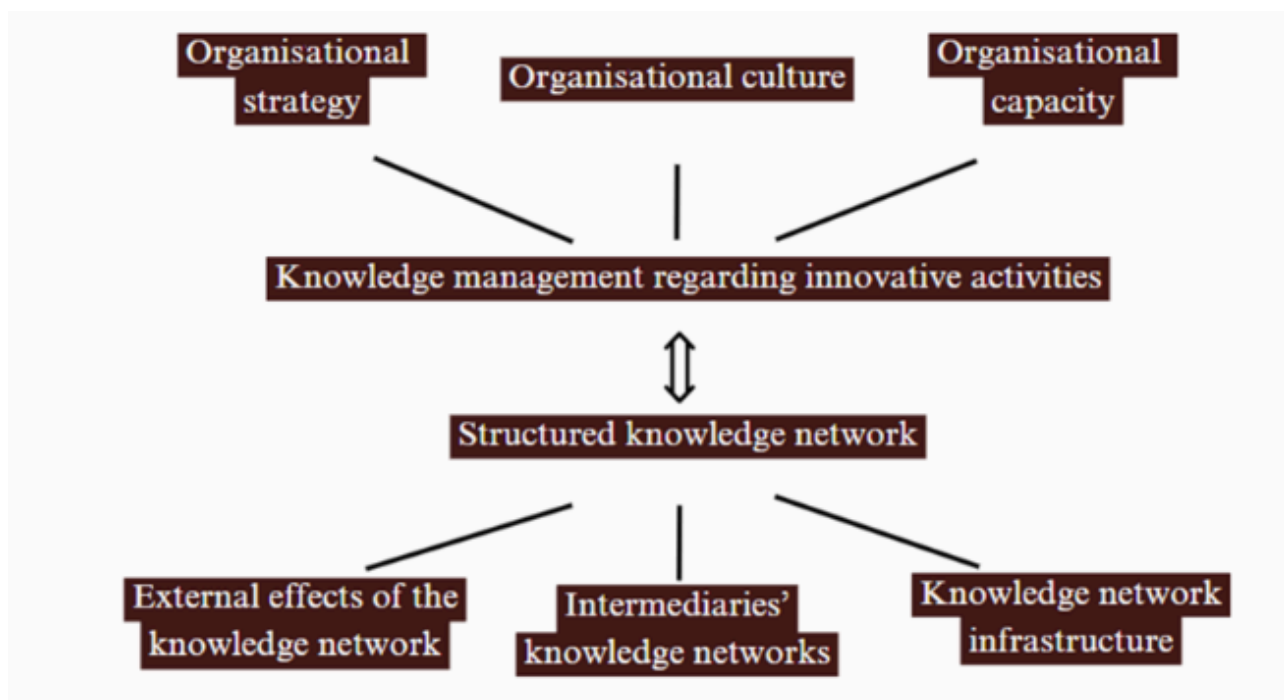 Organisational
strategy
Organisational culture
Organisational
capacity
Knowledge management regarding innovative activities
Structured knowledge network
External effects of the
knowledge network
Intermediaries’
knowledge networks
Knowledge network
infrastructure